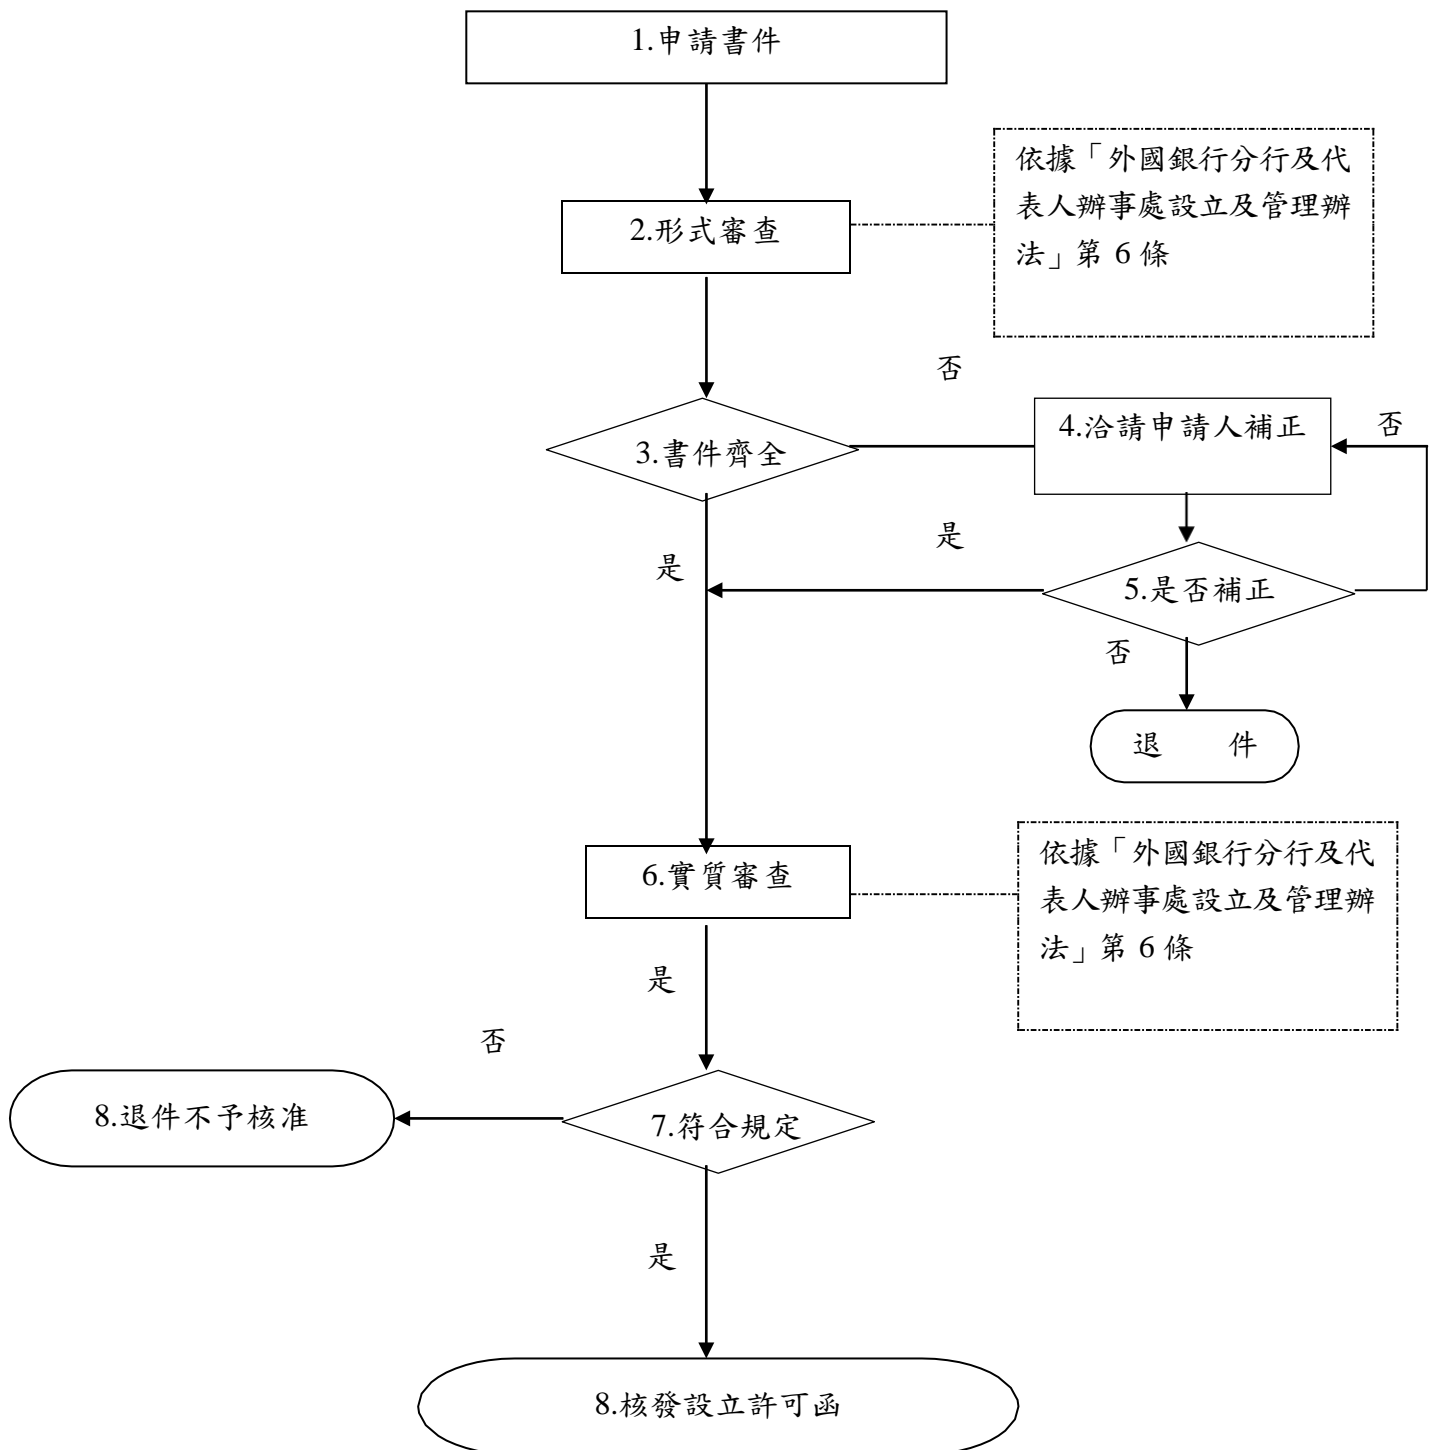 1.申請書件
依據「外國銀行分行及代
表人辦事處設立及管理辦
法」第 6 條
2.形式審查
否
4.洽請申請人補正
否
3.書件齊全
是
是
5.是否補正
否
退 件
依據「外國銀行分行及代
表人辦事處設立及管理辦
法」第 6 條
6.實質審查
是
否
8.退件不予核准
7.符合規定
是
8.核發設立許可函